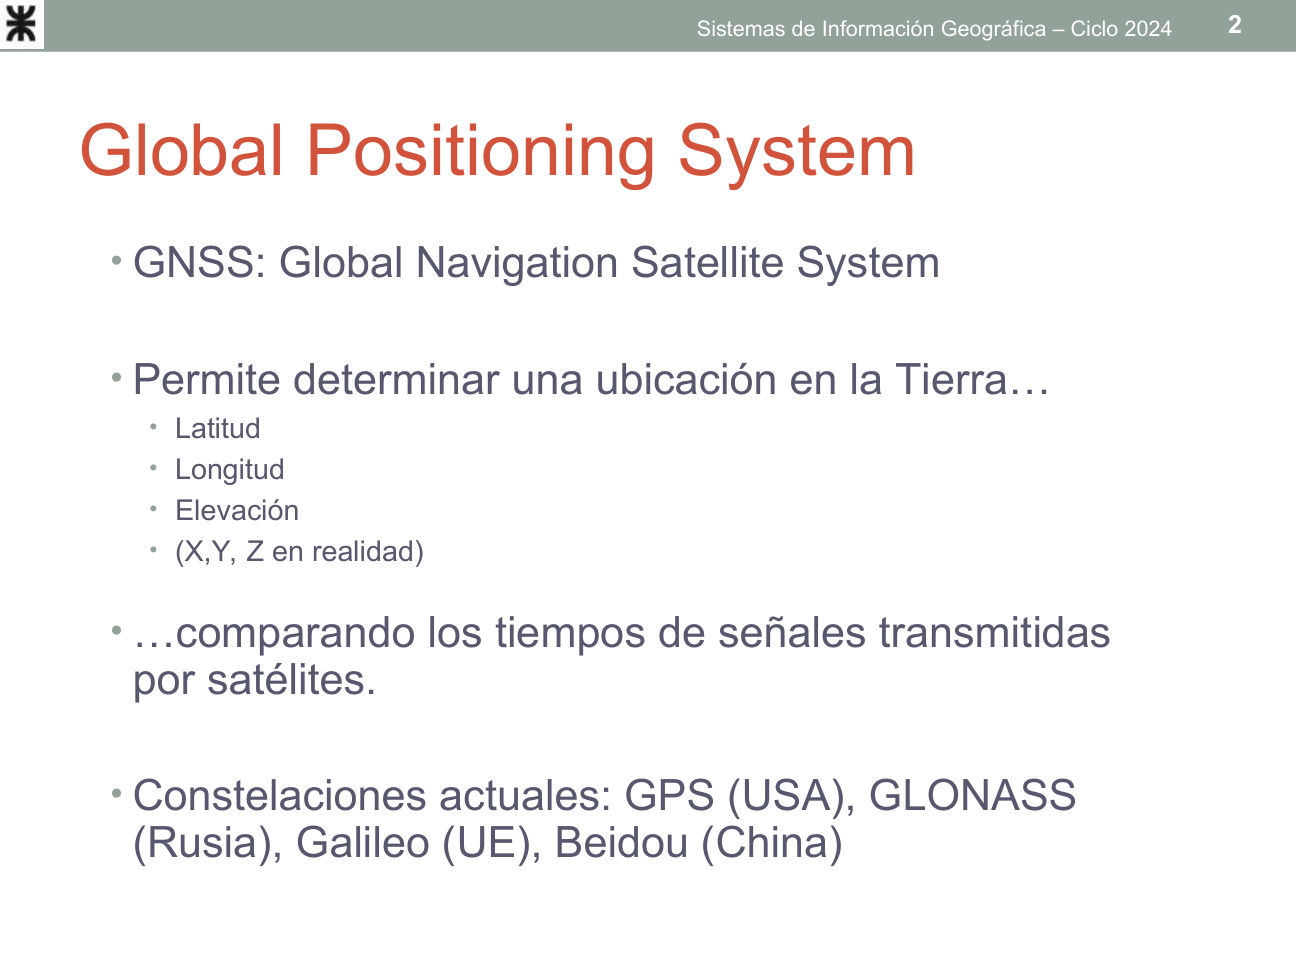 Sistemas de Información Geográfica – Ciclo 2024
2
Global Positioning System
• GNSS: Global Navigation Satellite System
• Permite determinar una ubicación en la Tierra…
• Latitud
• Longitud
• Elevación
• (X,Y, Z en realidad)
• …comparando los tiempos de señales transmitidas
por satélites.
• Constelaciones actuales: GPS (USA), GLONASS
(Rusia), Galileo (UE), Beidou (China)